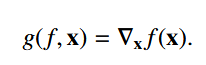 g(f, x) = ∇ₓf(x).